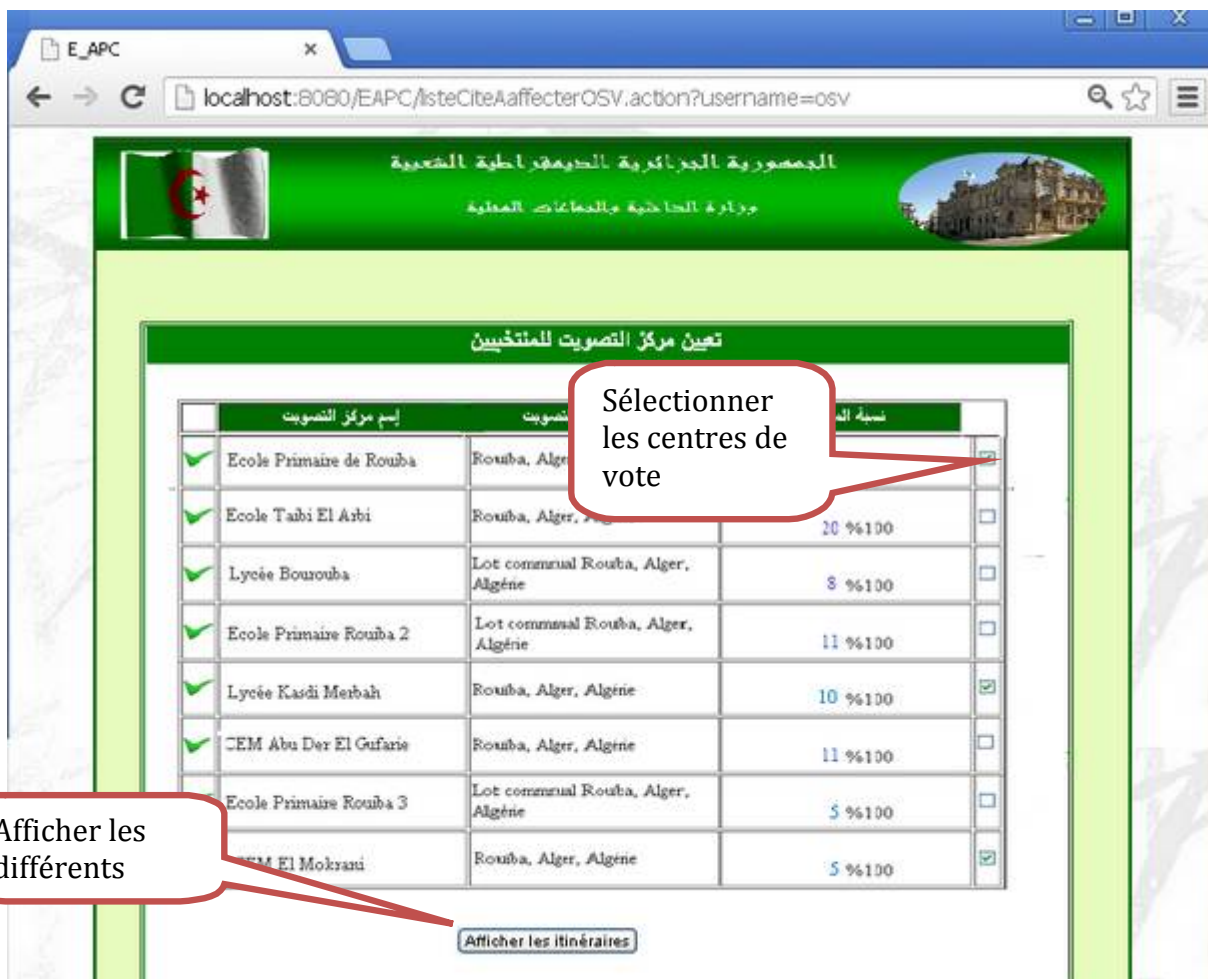 E_APC
localhost:8080/EAPC/listeCiteAaffecterOSV.action?username=osv
الجمهورية الجزائرية الديمقراطية الشعبية
وزارة الداخلية والجماعات المحلية
تعيين مركز التصويت للمنتخبيين
إسم مركز التصويت
نسبة
Sélectionner
les centres de
vote
Ecole Primaire de Rouiba
Rouiba,
Ecole Taibi El Arbi
Rouiba, Alger,
20 %100
Lycée Bourouba
Lot communal Rouiba, Alger,
Algérie
8 %100
Ecole Primaire Rouiba 2
Lot communal Rouiba, Alger,
Algérie
11 %100
Lycée Kasdi Merbah
Rouiba, Alger, Algérie
10 %100
CEM Abu Der El Gufarie
Rouiba, Alger, Algérie
11 %100
Ecole Primaire Rouiba 3
Lot communal Rouiba, Alger,
Algérie
5 %100
El Mokrani
Rouiba, Alger, Algérie
5 %100
Afficher les
différents
Afficher les itinéraires